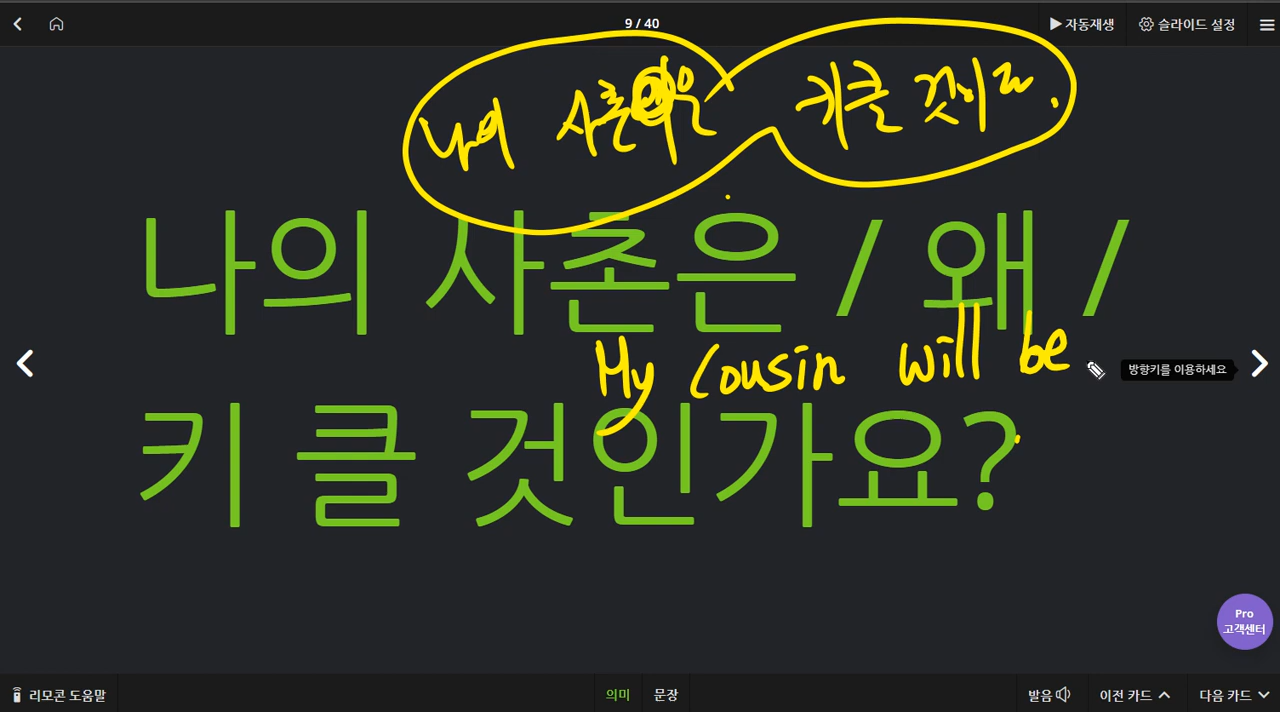 9 / 40
자동재생
슬라이드 설정
나의 사촌은 키클 것이다.
나의 사촌은 / 왜 /
My cousin will be
방향키를 이용하세요
키 클 것인가요?
Pro
고객센터
리모콘 도움말
의미
문장
발음
이전 카드
다음 카드